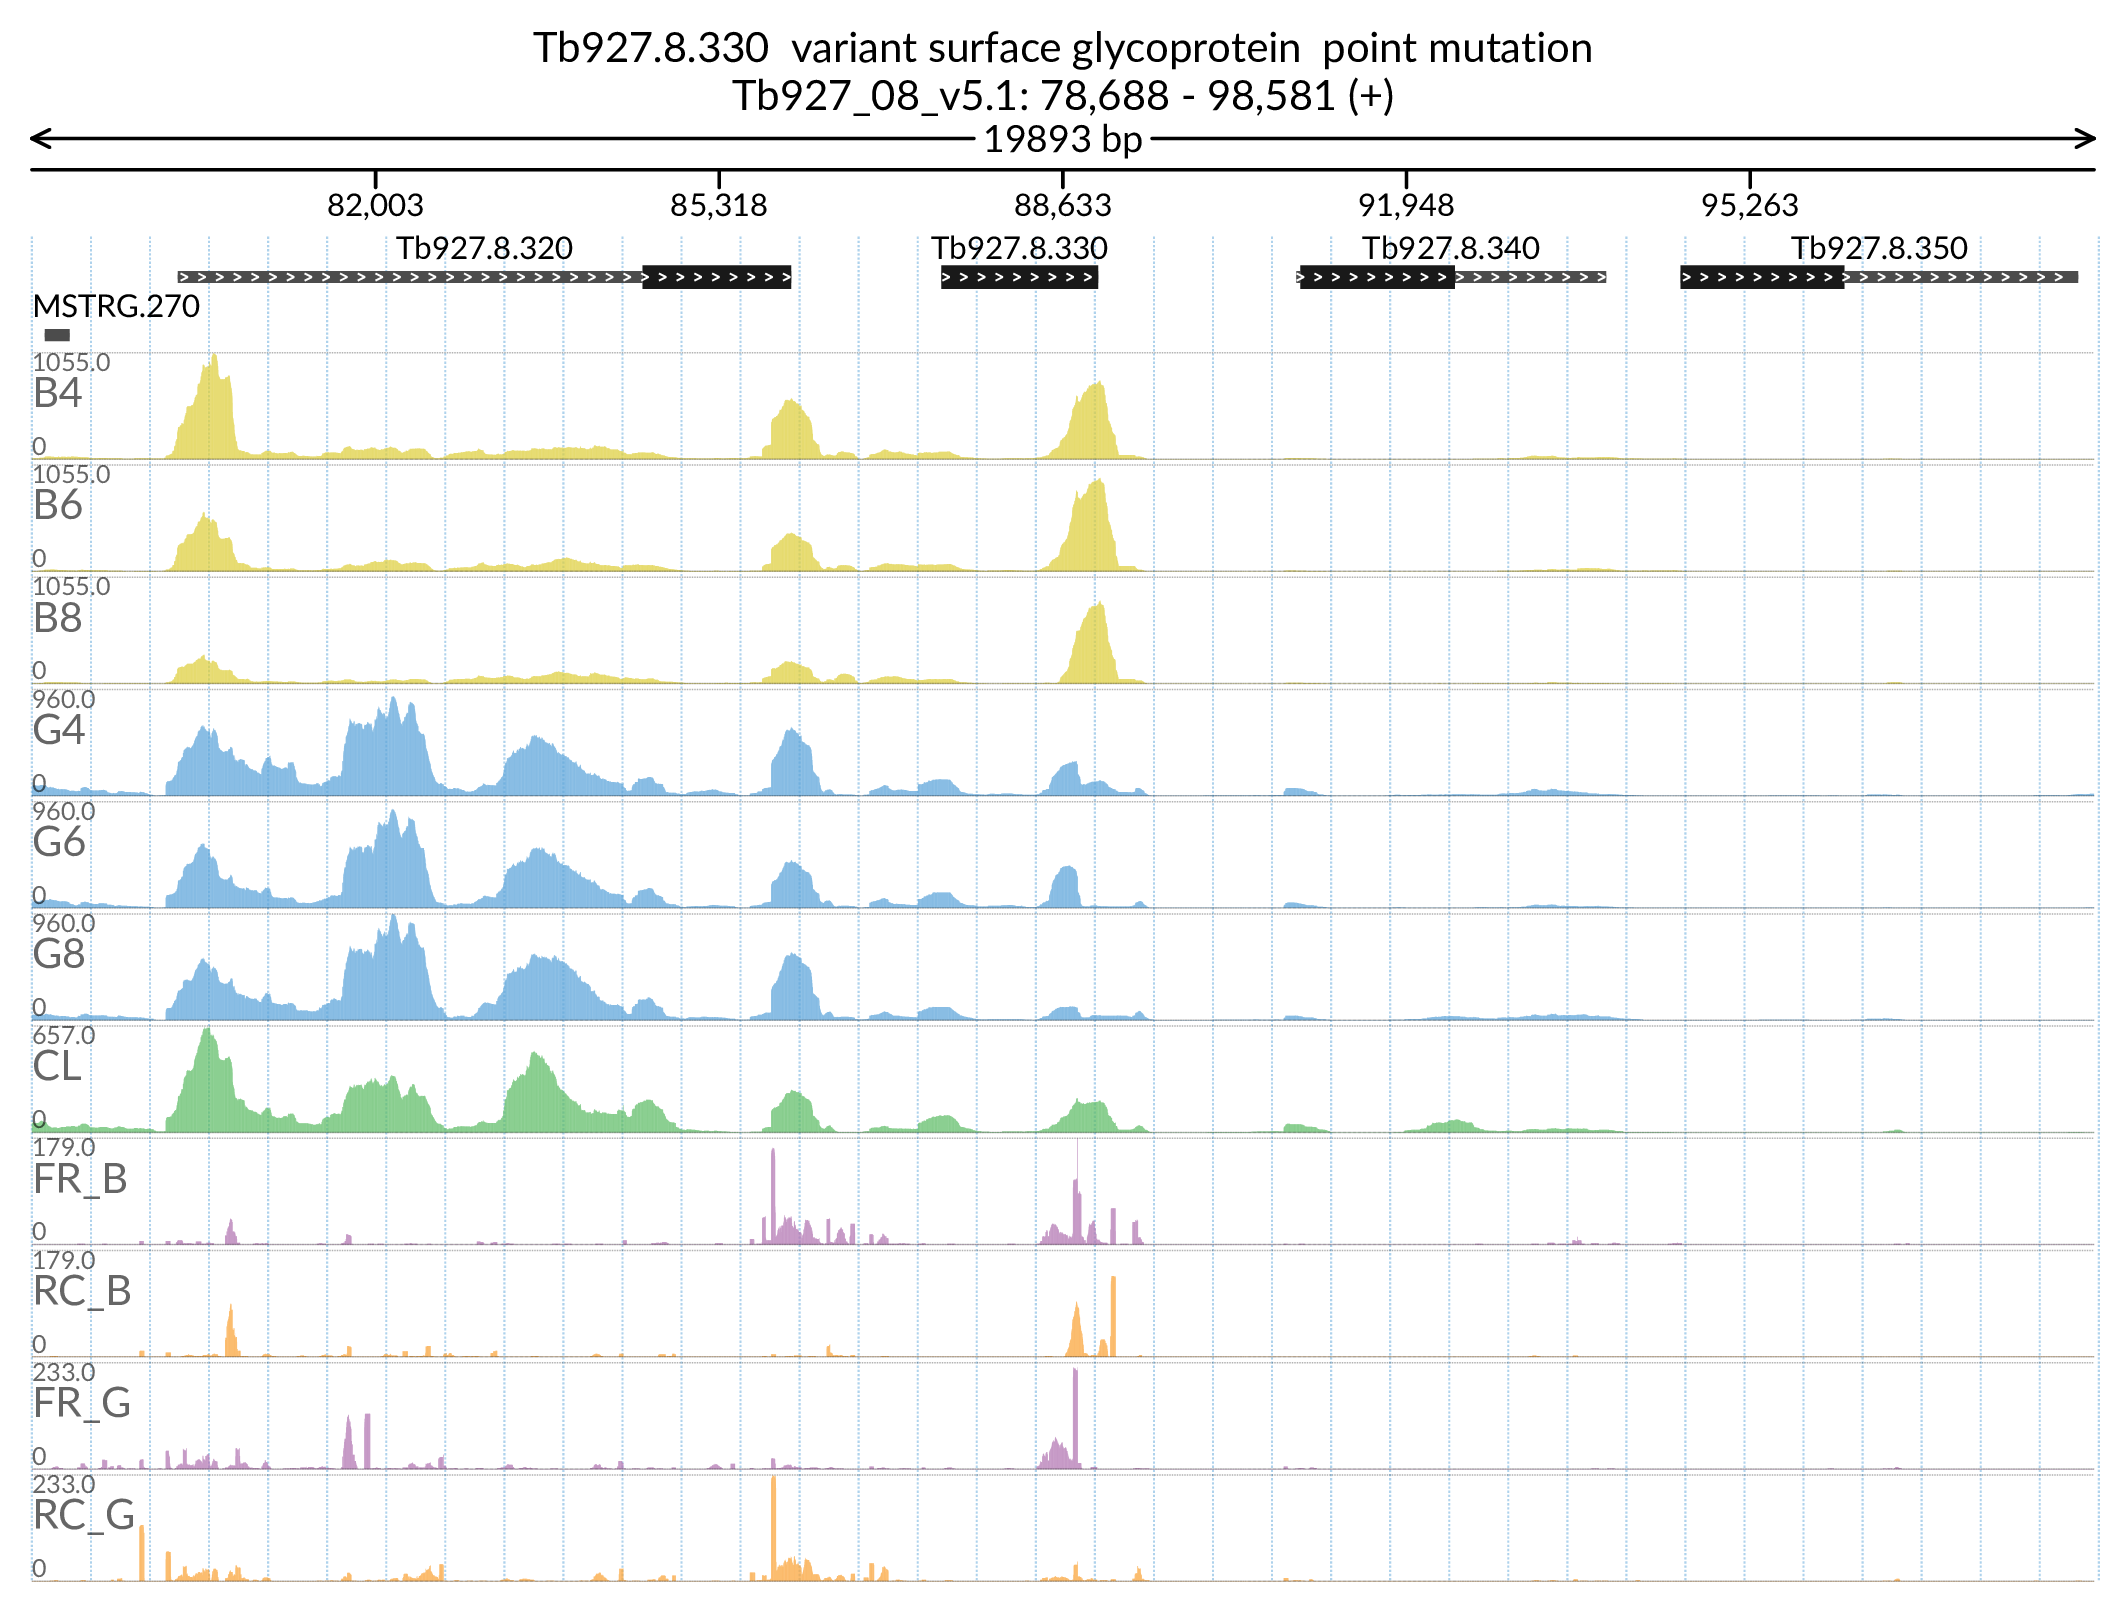 Tb927.8.330 variant surface glycoprotein point mutation
Tb927_08_v5.1: 78,688 - 98,581 (+)
19893 bp
82,003 85,318 88,633 91,948 95,263
Tb927.8.320 Tb927.8.330 Tb927.8.340 Tb927.8.350
MSTRG.270
1055.0
B4
0
1055.0
B6
0
1055.0
B8
0
960.0
G4
0
960.0
G6
0
960.0
G8
0
657.0
CL
0
179.0
FR_B
0
179.0
RC_B
0
233.0
FR_G
0
233.0
RC_G
0